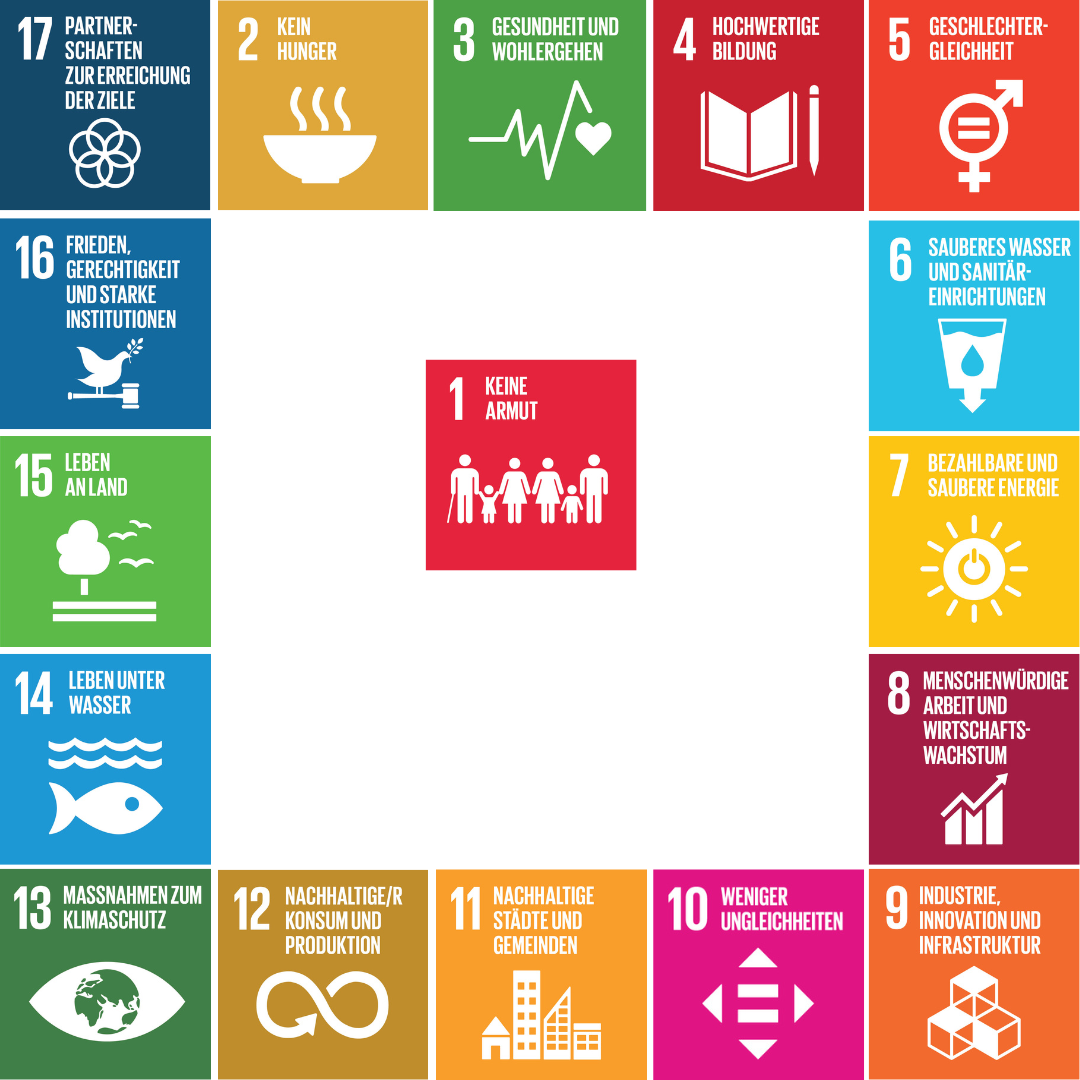 17 PARTNER-
SCHAFTEN
ZUR ERREICHUNG
DER ZIELE
2 KEIN
HUNGER
3 GESUNDHEIT UND
WOHLERGEHEN
4 HOCHWERTIGE
BILDUNG
5 GESCHLECHTER-
GLEICHHEIT
16 FRIEDEN,
GERECHTIGKEIT
UND STARKE
INSTITUTIONEN
6 SAUBERES WASSER
UND SANITÄR-
EINRICHTUNGEN
1 KEINE
ARMUT
15 LEBEN
AN LAND
7 BEZAHLBARE UND
SAUBERE ENERGIE
14 LEBEN UNTER
WASSER
8 MENSCHENWÜRDIGE
ARBEIT UND
WIRTSCHAFTS-
WACHSTUM
13 MASSNAHMEN ZUM
KLIMASCHUTZ
12 NACHHALTIGE/R
KONSUM UND
PRODUKTION
11 NACHHALTIGE
STÄDTE UND
GEMEINDEN
10 WENIGER
UNGLEICHHEITEN
9 INDUSTRIE,
INNOVATION UND
INFRASTRUKTUR